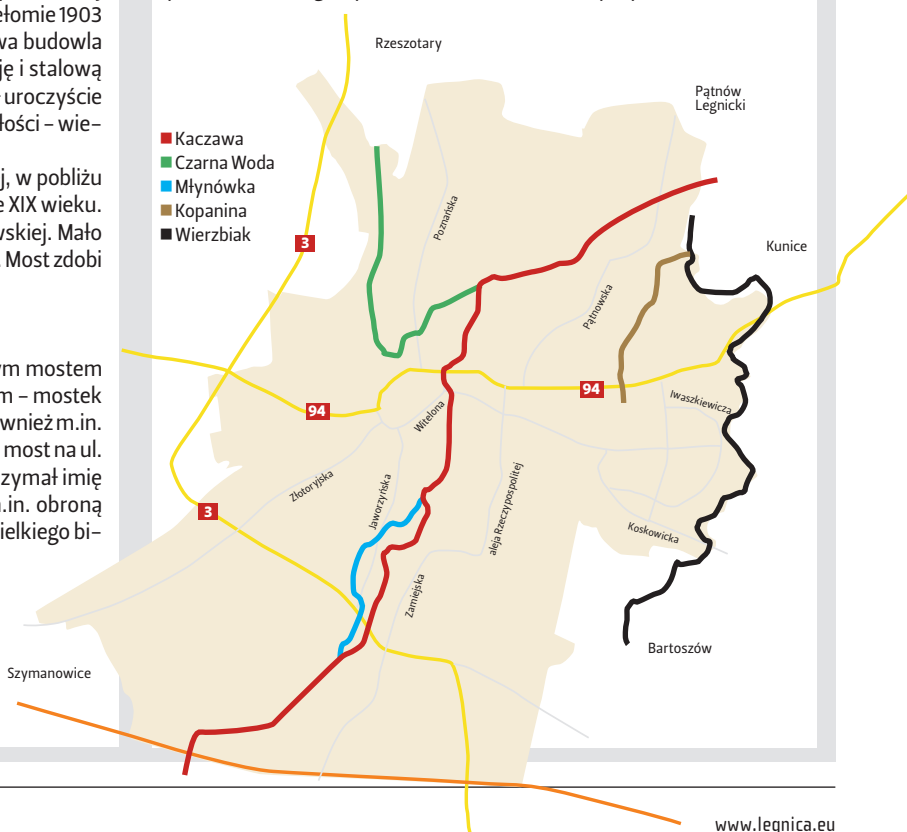 ełomie 1903
wa budowla
ję i stalową
uroczyście
łości – wie–
j, w pobliżu
e XIX wieku.
wskiej. Mało
. Most zdobi
ym mostem
m – mostek
wnież m.in.
most na ul.
zymał imię
n.in. obroną
ielkiego bi–
Rzeszotary
Pątnów
Legnicki
Kaczawa
Czarna Woda
Młynówka
Kopanina
Wierzbiak
Poznańska
3
Kunice
Pątnowska
94
94
Iwaszkiewicza
Witelona
Złotoryjska
Jaworzyńska
aleja Rzeczypospolitej
3
Koskowicka
Zamiejska
Bartoszów
Szymanowice
www.legnica.eu